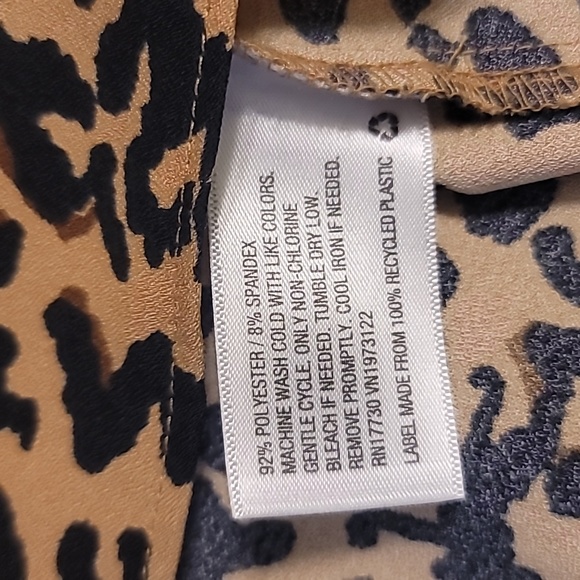 92% POLYESTER / 8% SPANDEX
MACHINE WASH COLD WITH LIKE COLORS.
GENTLE CYCLE. ONLY NON-CHLORINE
BLEACH IF NEEDED. TUMBLE DRY LOW.
REMOVE PROMPTLY. COOL IRON IF NEEDED.
RN17730 VN1973122
LABEL MADE FROM 100% RECYCLED PLASTIC